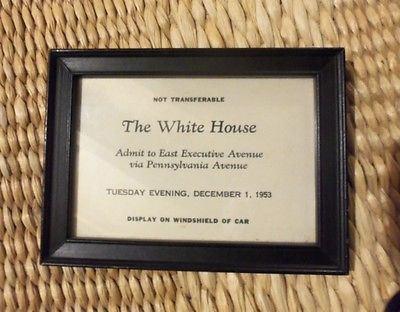 NOT TRANSFERABLE
The White House
Admit to East Executive Avenue
via Pennsylvania Avenue
TUESDAY EVENING, DECEMBER 1, 1953
DISPLAY ON WINDSHIELD OF CAR